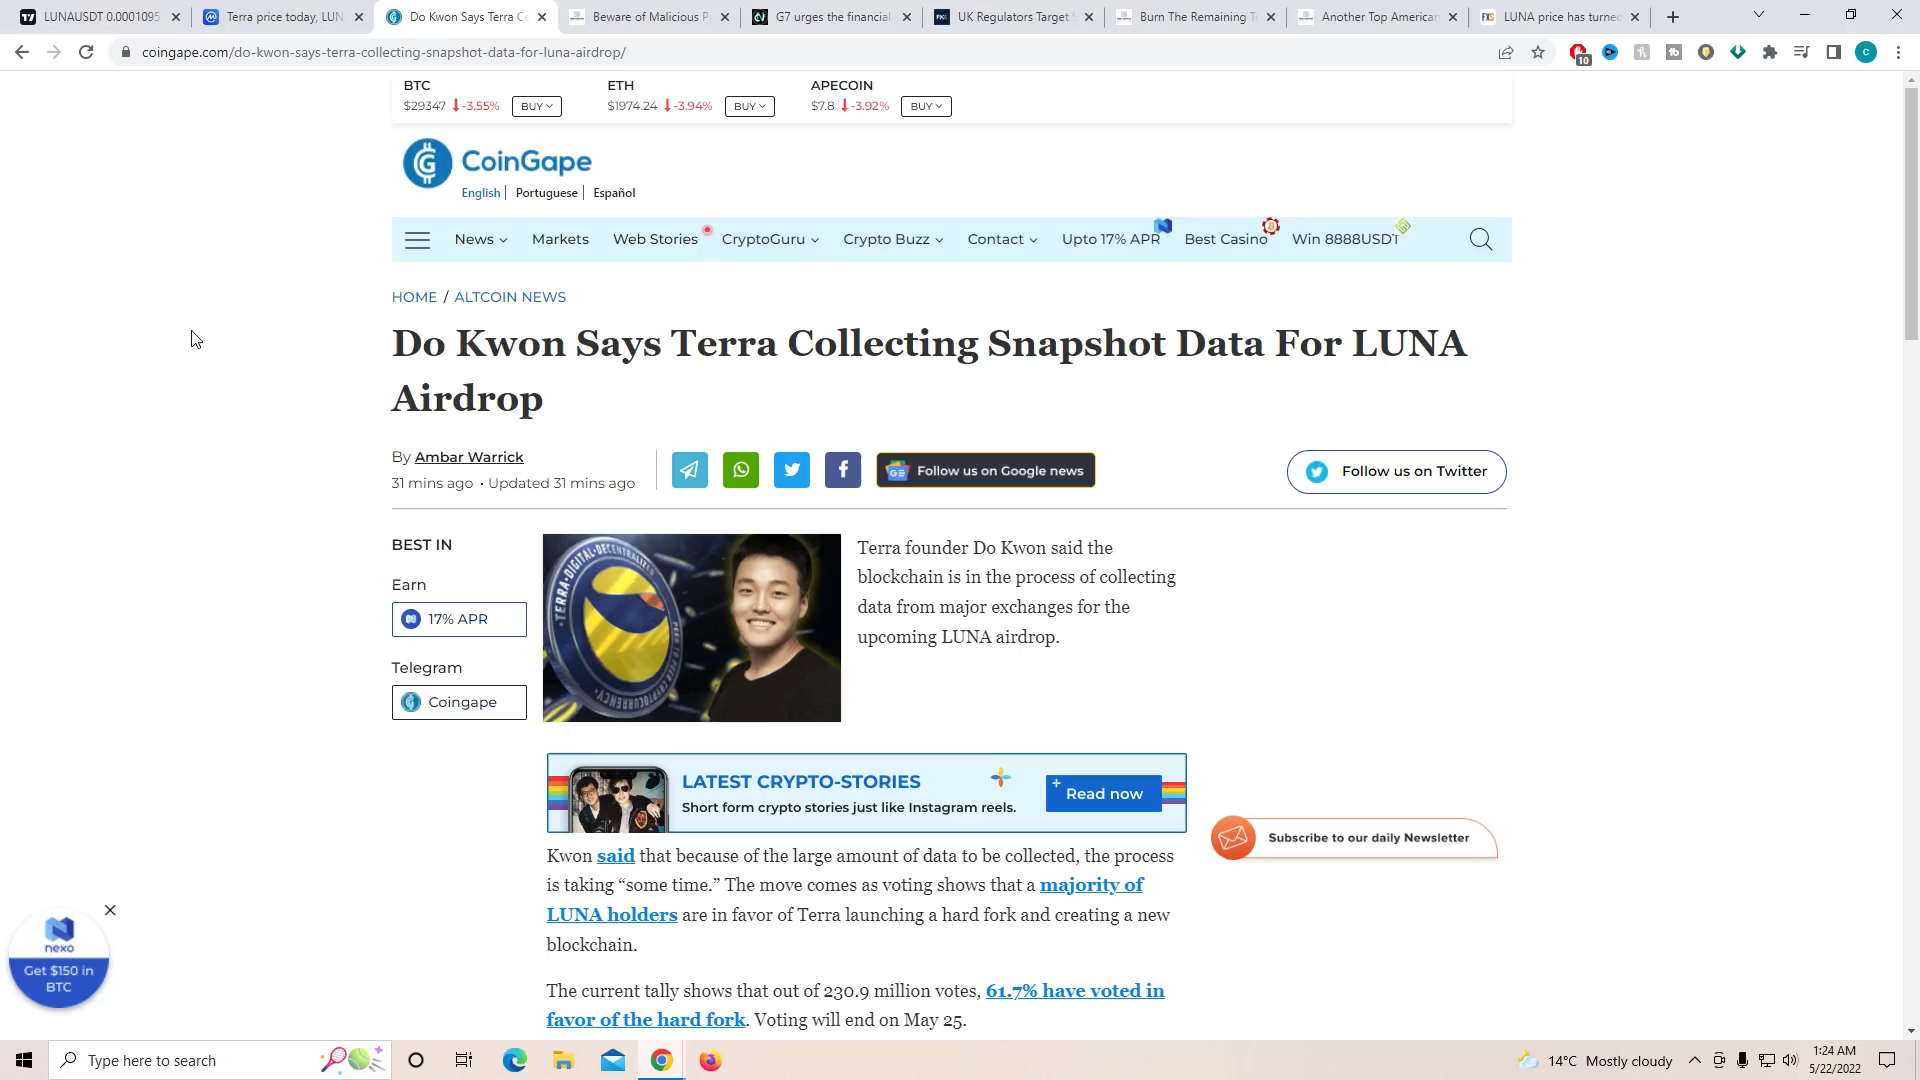 LUNAUSDT 0.0001095
Terra price today, LUN
Do Kwon Says Terra Co
Beware of Malicious P
G7 urges the financial
UK Regulators Target S
Burn The Remaining T
Another Top American
LUNA price has turned
coingape.com/do-kwon-says-terra-collecting-snapshot-data-for-luna-airdrop/
10
C
BTC
ETH
APECOIN
$29347 -3.55% BUY
$1974.24 -3.94% BUY
$7.8 -3.92% BUY
CoinGape
English | Portuguese | Español
News
Markets
Web Stories
CryptoGuru
Crypto Buzz
Contact
Upto 17% APR
Best Casino
Win 8888USDT
HOME / ALTCOIN NEWS
Do Kwon Says Terra Collecting Snapshot Data For LUNA
Airdrop
By Ambar Warrick
31 mins ago · Updated 31 mins ago
Follow us on Google news
Follow us on Twitter
BEST IN
Earn
17% APR
Telegram
Coingape
TERRA·DIGITAL·DECENTRALIZED
PEER TO PEER CRYPTOCURRENCY
Terra founder Do Kwon said the
blockchain is in the process of collecting
data from major exchanges for the
upcoming LUNA airdrop.
LATEST CRYPTO-STORIES
Short form crypto stories just like Instagram reels.
Read now
Subscribe to our daily Newsletter
Kwon said that because of the large amount of data to be collected, the process
is taking “some time.” The move comes as voting shows that a majority of
LUNA holders are in favor of Terra launching a hard fork and creating a new
blockchain.
The current tally shows that out of 230.9 million votes, 61.7% have voted in
favor of the hard fork. Voting will end on May 25.
nexo
Get $150 in
BTC
Type here to search
14°C Mostly cloudy
1:24 AM
5/22/2022